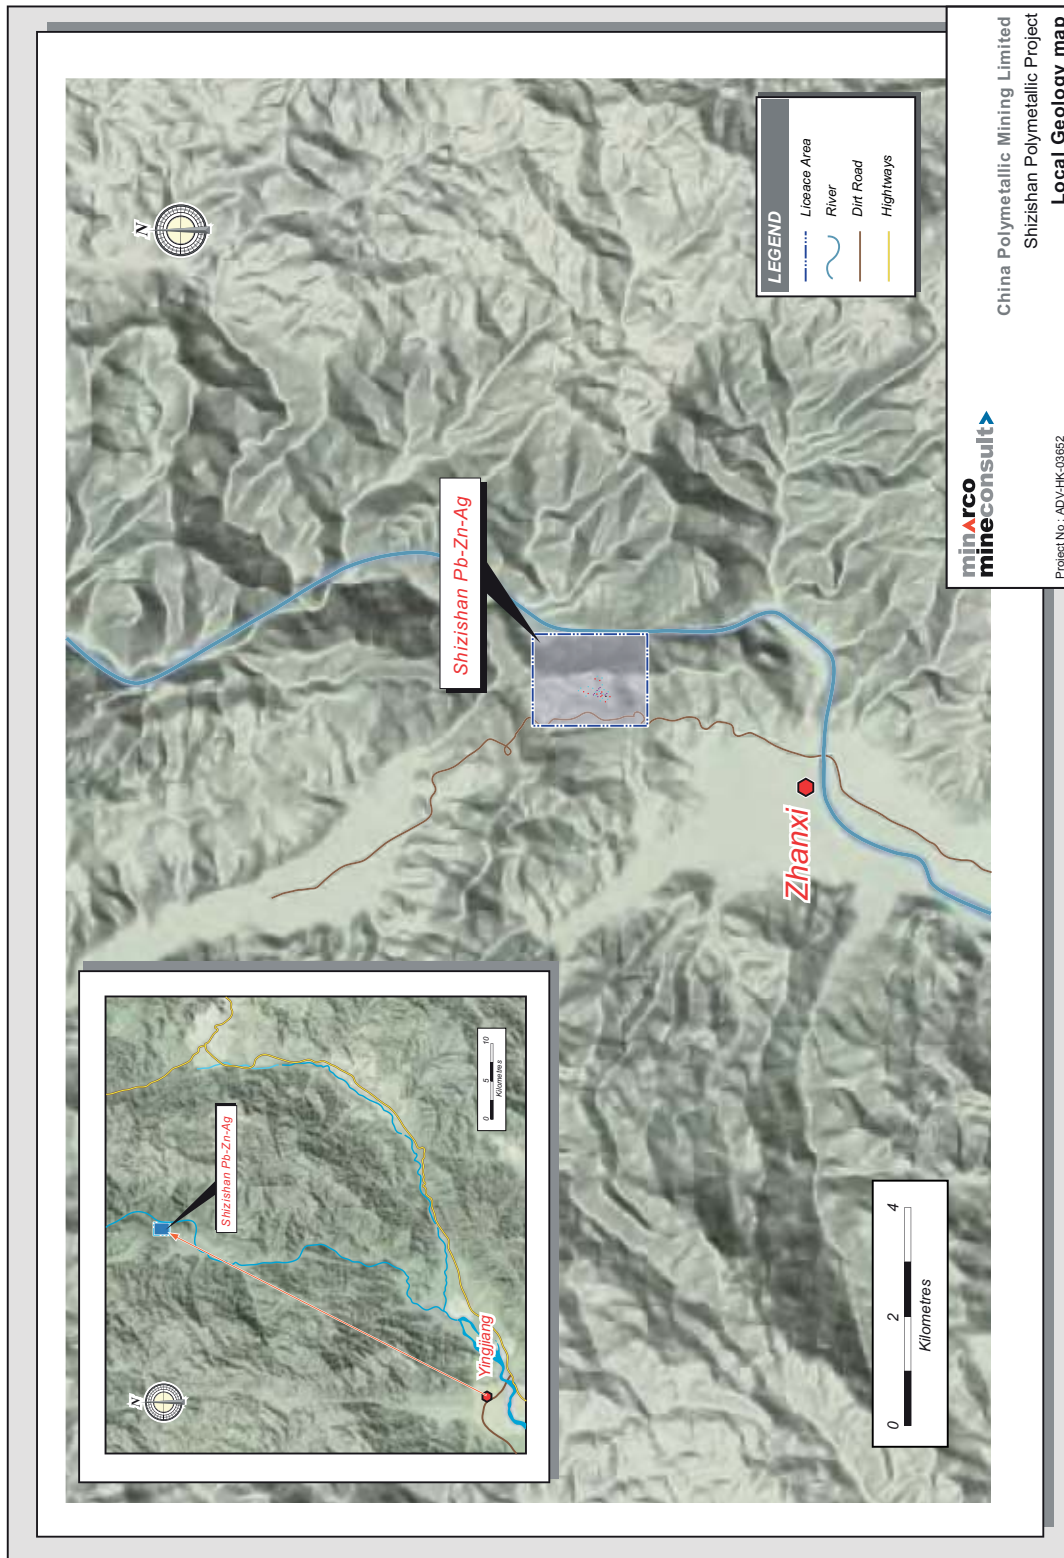 N
Shizishan Pb-Zn-Ag
Zhanxi
LEGEND
Liceace Area
River
Dirt Road
Hightways
N
Shizishan Pb-Zn-Ag
Yingjiang
0 5 10
Kilometres
0 2 4
Kilometres
minarco
mineconsult
China Polymetallic Mining Limited
Shizishan Polymetallic Project
Local Geology map
Project No.: ADV-HK-03652